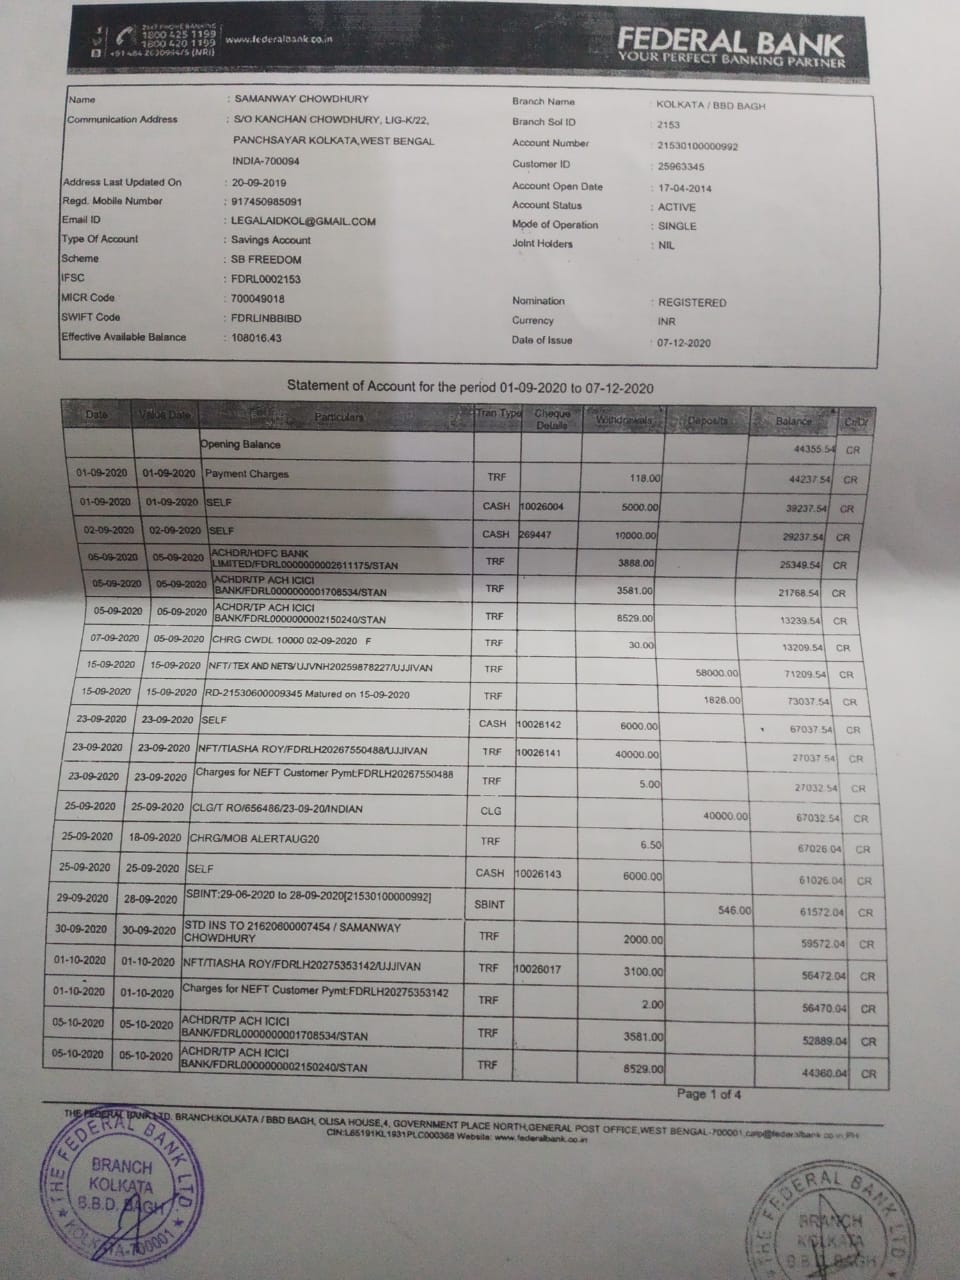 24x7 PHONE BANKING
1800 425 1199
1800 420 1199
+91 484 2630994/5 (NRI)
www.federalbank.co.in
FEDERAL BANK
YOUR PERFECT BANKING PARTNER
Name : SAMANWAY CHOWDHURY
Communication Address : S/O KANCHAN CHOWDHURY, LIG-K/22,
PANCHSAYAR KOLKATA,WEST BENGAL
INDIA-700094
Address Last Updated On : 20-09-2019
Regd. Mobile Number : 917450985091
Email ID : LEGALAIDKOL@GMAIL.COM
Type Of Account : Savings Account
Scheme : SB FREEDOM
IFSC : FDRL0002153
MICR Code : 700049018
SWIFT Code : FDRLINBBIBD
Effective Available Balance : 108016.43
Branch Name : KOLKATA / BBD BAGH
Branch Sol ID : 2153
Account Number : 21530100000992
Customer ID : 25963345
Account Open Date : 17-04-2014
Account Status : ACTIVE
Mode of Operation : SINGLE
Joint Holders : NIL
Nomination : REGISTERED
Currency INR
Date of Issue : 07-12-2020
Statement of Account for the period 01-09-2020 to 07-12-2020
Date Value Date Particulars Tran Type Cheque Details Withdrawals Deposits Balance Cr/Dr
Opening Balance 44355.54 CR
01-09-2020 01-09-2020 Payment Charges TRF 118.00 44237.54 CR
01-09-2020 01-09-2020 SELF CASH 10026004 5000.00 39237.54 CR
02-09-2020 02-09-2020 SELF CASH 269447 10000.00 29237.54 CR
05-09-2020 05-09-2020 ACHDR/HDFC BANK
LIMITED/FDRL0000000002611175/STAN TRF 3888.00 25349.54 CR
05-09-2020 05-09-2020 ACHDR/TP ACH ICICI
BANK/FDRL0000000001708534/STAN TRF 3581.00 21768.54 CR
05-09-2020 05-09-2020 ACHDR/TP ACH ICICI
BANK/FDRL0000000002150240/STAN TRF 8529.00 13239.54 CR
07-09-2020 05-09-2020 CHRG CWDL 10000 02-09-2020 F TRF 30.00 13209.54 CR
15-09-2020 15-09-2020 NFT/ TEX AND NETS/UJVNH20259878227/UJJIVAN TRF 58000.00 71209.54 CR
15-09-2020 15-09-2020 RD-21530600009345 Matured on 15-09-2020 TRF 1828.00 73037.54 CR
23-09-2020 23-09-2020 SELF CASH 10026142 6000.00 67037.54 CR
23-09-2020 23-09-2020 NFT/TIASHA ROY/FDRLH20267550488/UJJIVAN TRF 10026141 40000.00 27037.54 CR
23-09-2020 23-09-2020 Charges for NEFT Customer Pymt:FDRLH20267550488 TRF 5.00 27032.54 CR
25-09-2020 25-09-2020 CLG/T RO/656486/23-09-20/INDIAN CLG 40000.00 67032.54 CR
25-09-2020 18-09-2020 CHRG/MOB ALERTAUG20 TRF 6.50 67026.04 CR
25-09-2020 25-09-2020 SELF CASH 10026143 6000.00 61026.04 CR
29-09-2020 28-09-2020 SBINT:29-06-2020 to 28-09-2020[21530100000992] SBINT 546.00 61572.04 CR
30-09-2020 30-09-2020 STD INS TO 21620600007454 / SAMANWAY
CHOWDHURY TRF 2000.00 59572.04 CR
01-10-2020 01-10-2020 NFT/TIASHA ROY/FDRLH20275353142/UJJIVAN TRF 10026017 3100.00 56472.04 CR
01-10-2020 01-10-2020 Charges for NEFT Customer Pymt:FDRLH20275353142 TRF 2.00 56470.04 CR
05-10-2020 05-10-2020 ACHDR/TP ACH ICICI
BANK/FDRL0000000001708534/STAN TRF 3581.00 52889.04 CR
05-10-2020 05-10-2020 ACHDR/TP ACH ICICI
BANK/FDRL0000000002150240/STAN TRF 8529.00 44360.04 CR
Page 1 of 4
THE FEDERAL BANK LTD. BRANCH:KOLKATA / BBD BAGH, OLISA HOUSE,4, GOVERNMENT PLACE NORTH,GENERAL POST OFFICE,WEST BENGAL-700001
CIN:L65191KL1931PLC000368 Website: www.federalbank.co.in
THE FEDERAL BANK LTD.
BRANCH
KOLKATA
B.B.D. BAGH
KOLKATA-700001
THE FEDERAL BANK LTD
BRANCH
KOLKATA
B.B.D. BAGH